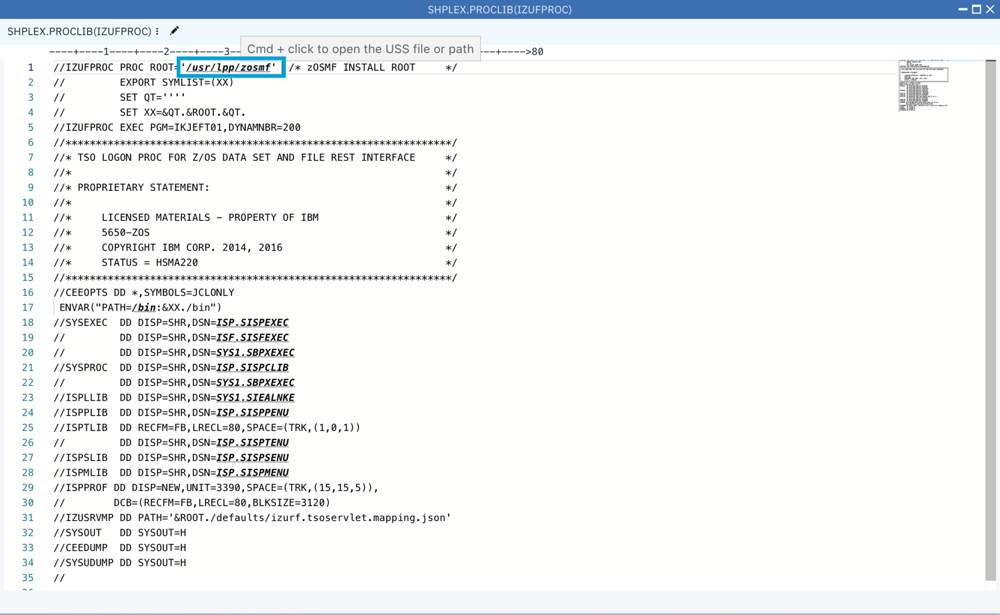 SHPLEX.PROCLIB(IZUFPROC)
SHPLEX.PROCLIB(IZUFPROC)
Cmd + click to open the USS file or path
----+----1----+----2----+----3-- --+---->80
1 //IZUFPROC PROC ROOT='/usr/lpp/zosmf' /* zOSMF INSTALL ROOT     */
2 //         EXPORT SYMLIST=(XX)
3 //         SET QT=''''
4 //         SET XX=&QT.&ROOT.&QT.
5 //IZUFPROC EXEC PGM=IKJEFT01,DYNAMNBR=200
6 //****************************************************************/
7 //* TSO LOGON PROC FOR Z/OS DATA SET AND FILE REST INTERFACE     */
8 //*                                                              */
9 //* PROPRIETARY STATEMENT:                                       */
10 //*                                                              */
11 //*     LICENSED MATERIALS - PROPERTY OF IBM                     */
12 //*     5650-ZOS                                                 */
13 //*     COPYRIGHT IBM CORP. 2014, 2016                           */
14 //*     STATUS = HSMA220                                         */
15 //****************************************************************/
16 //CEEOPTS DD *,SYMBOLS=JCLONLY
17  ENVAR("PATH=/bin:&XX./bin")
18 //SYSEXEC  DD DISP=SHR,DSN=ISP.SISPEXEC
19 //         DD DISP=SHR,DSN=ISF.SISFEXEC
20 //         DD DISP=SHR,DSN=SYS1.SBPXEXEC
21 //SYSPROC  DD DISP=SHR,DSN=ISP.SISPCLIB
22 //         DD DISP=SHR,DSN=SYS1.SBPXEXEC
23 //ISPLLIB  DD DISP=SHR,DSN=SYS1.SIEALNKE
24 //ISPPLIB  DD DISP=SHR,DSN=ISP.SISPPENU
25 //ISPTLIB  DD RECFM=FB,LRECL=80,SPACE=(TRK,(1,0,1))
26 //         DD DISP=SHR,DSN=ISP.SISPTENU
27 //ISPSLIB  DD DISP=SHR,DSN=ISP.SISPSENU
28 //ISPMLIB  DD DISP=SHR,DSN=ISP.SISPMENU
29 //ISPPROF DD DISP=NEW,UNIT=3390,SPACE=(TRK,(15,15,5)),
30 //        DCB=(RECFM=FB,LRECL=80,BLKSIZE=3120)
31 //IZUSRVMP DD PATH='&ROOT./defaults/izurf.tsoservlet.mapping.json'
32 //SYSOUT   DD SYSOUT=H
33 //CEEDUMP  DD SYSOUT=H
34 //SYSUDUMP DD SYSOUT=H
35 //